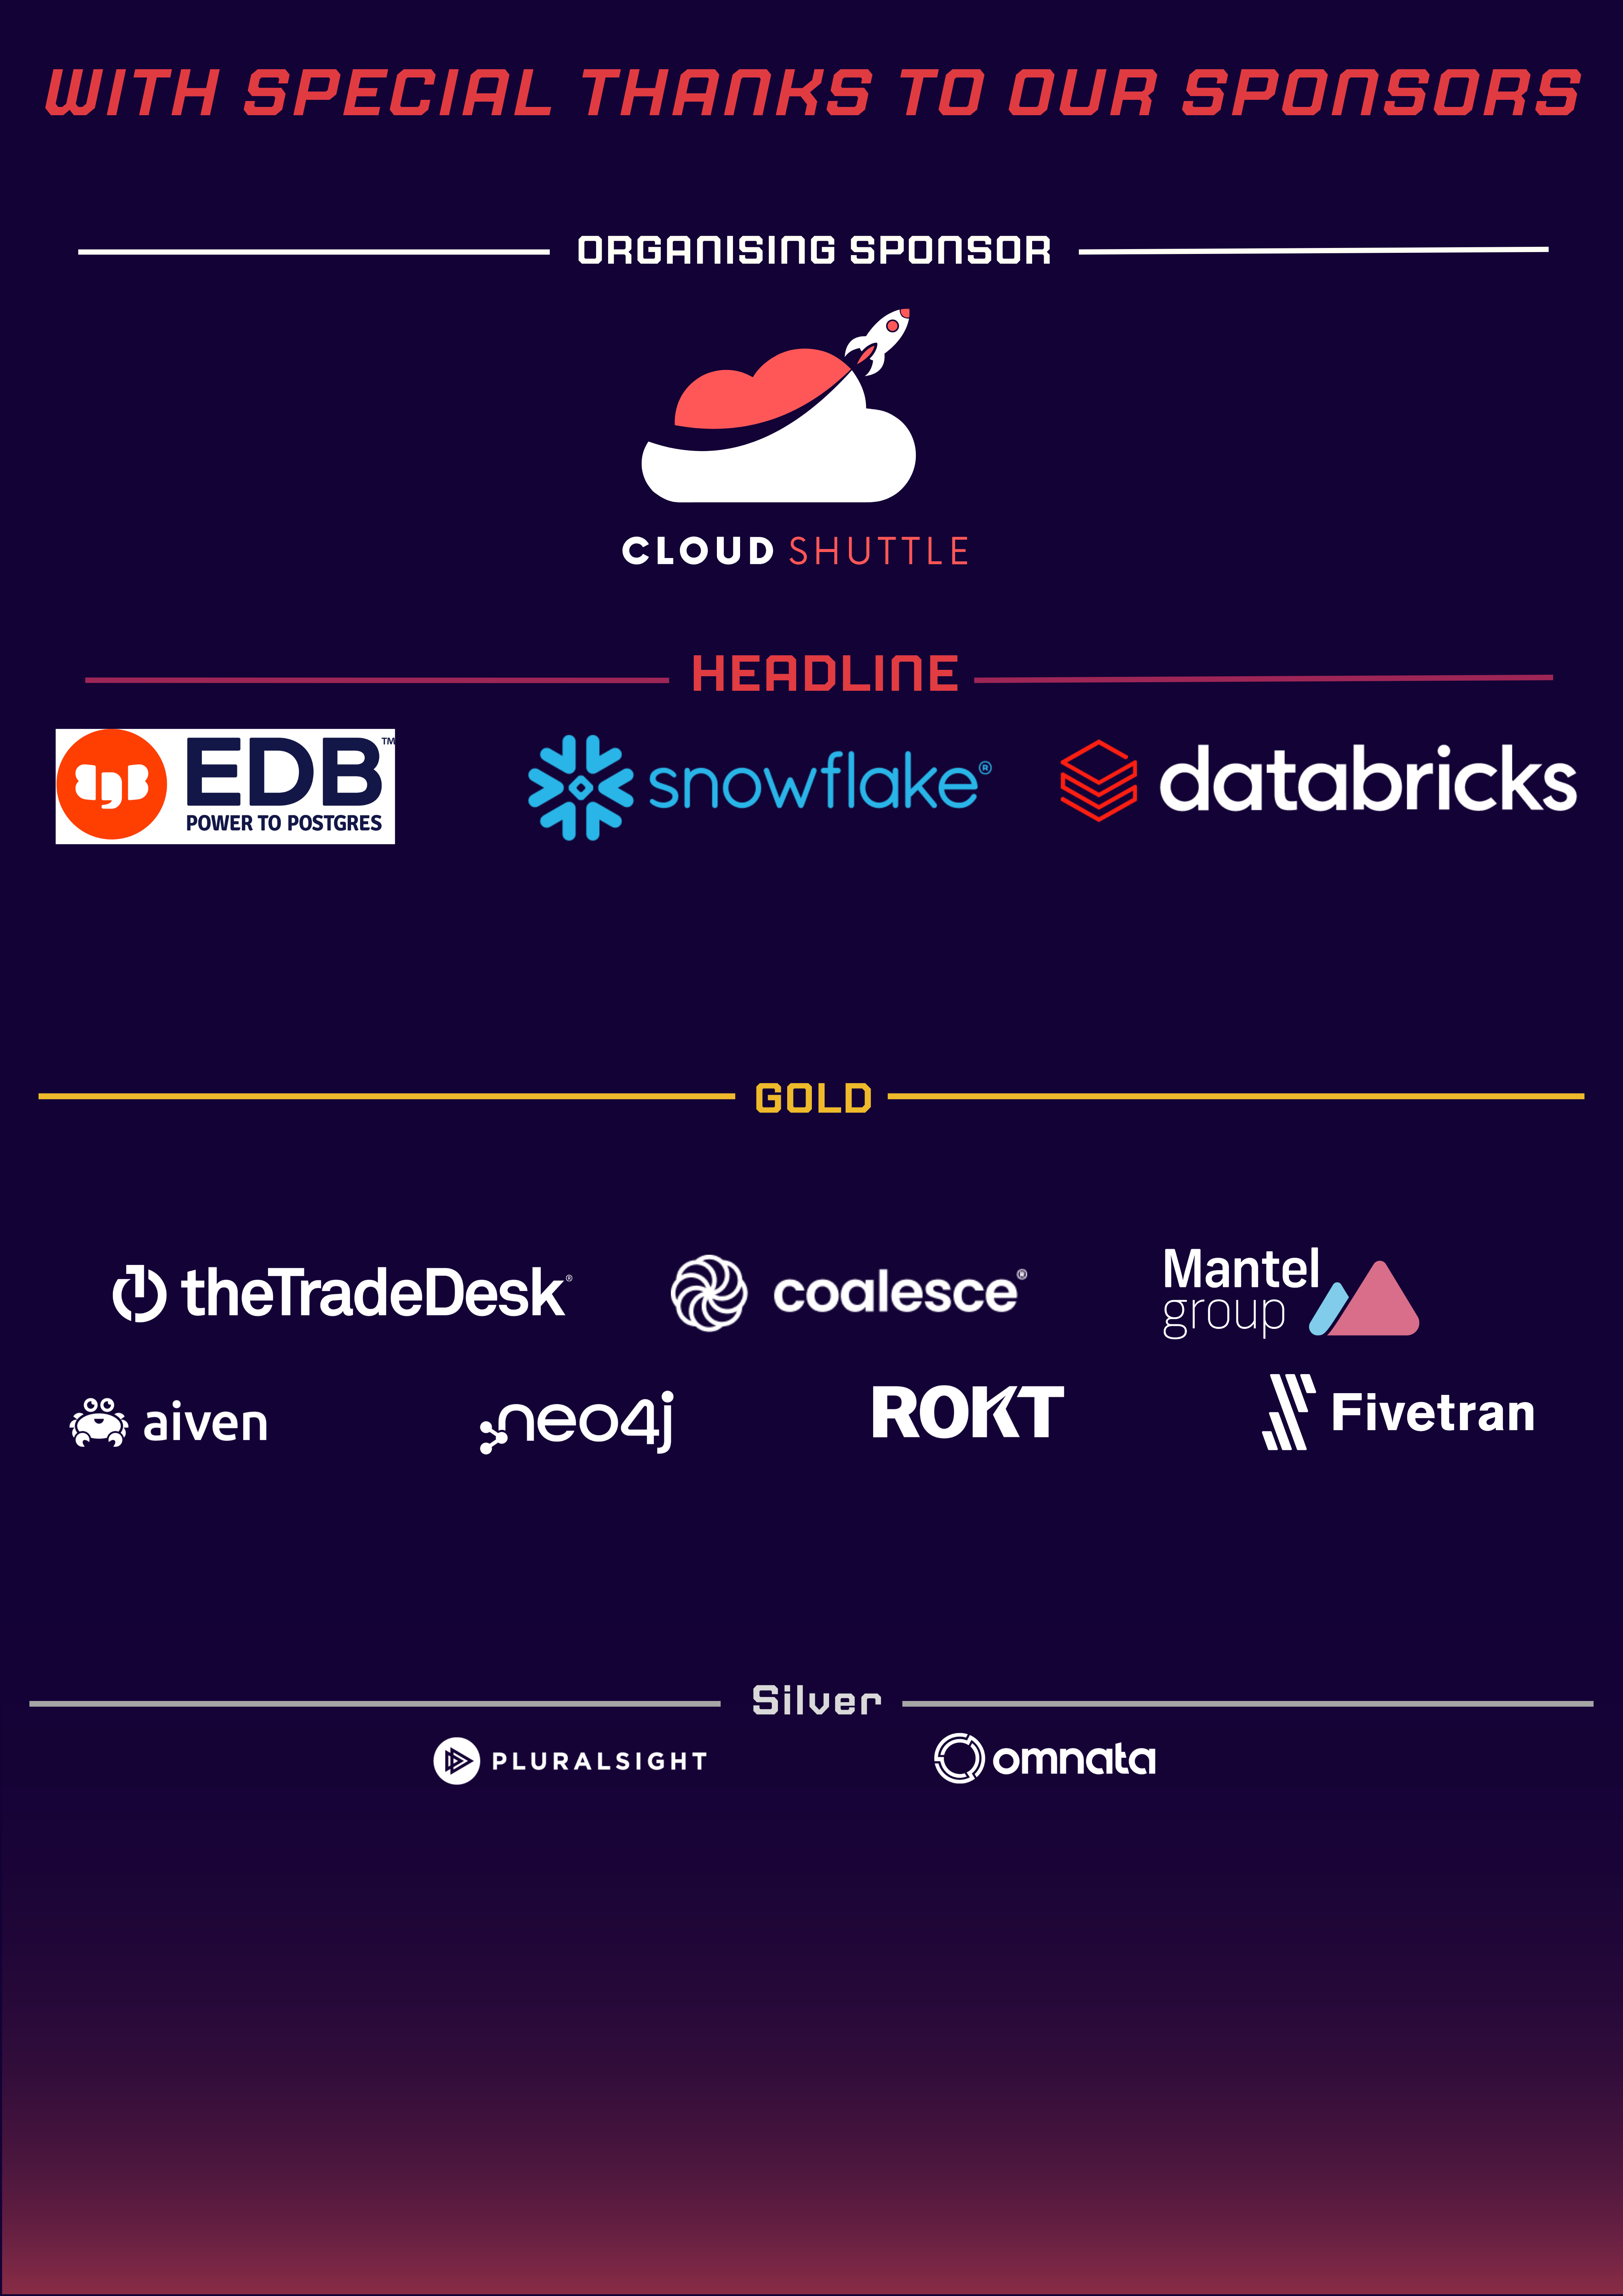 WITH SPECIAL THANKS TO OUR SPONSORS
ORGANISING SPONSOR
CLOUD SHUTTLE
HEADLINE
EDB™
POWER TO POSTGRES
snowflake®
databricks
GOLD
theTradeDesk®
coalesce®
Mantel
group
aiven
neo4j
ROKT
Fivetran
Silver
PLURALSIGHT
omnata